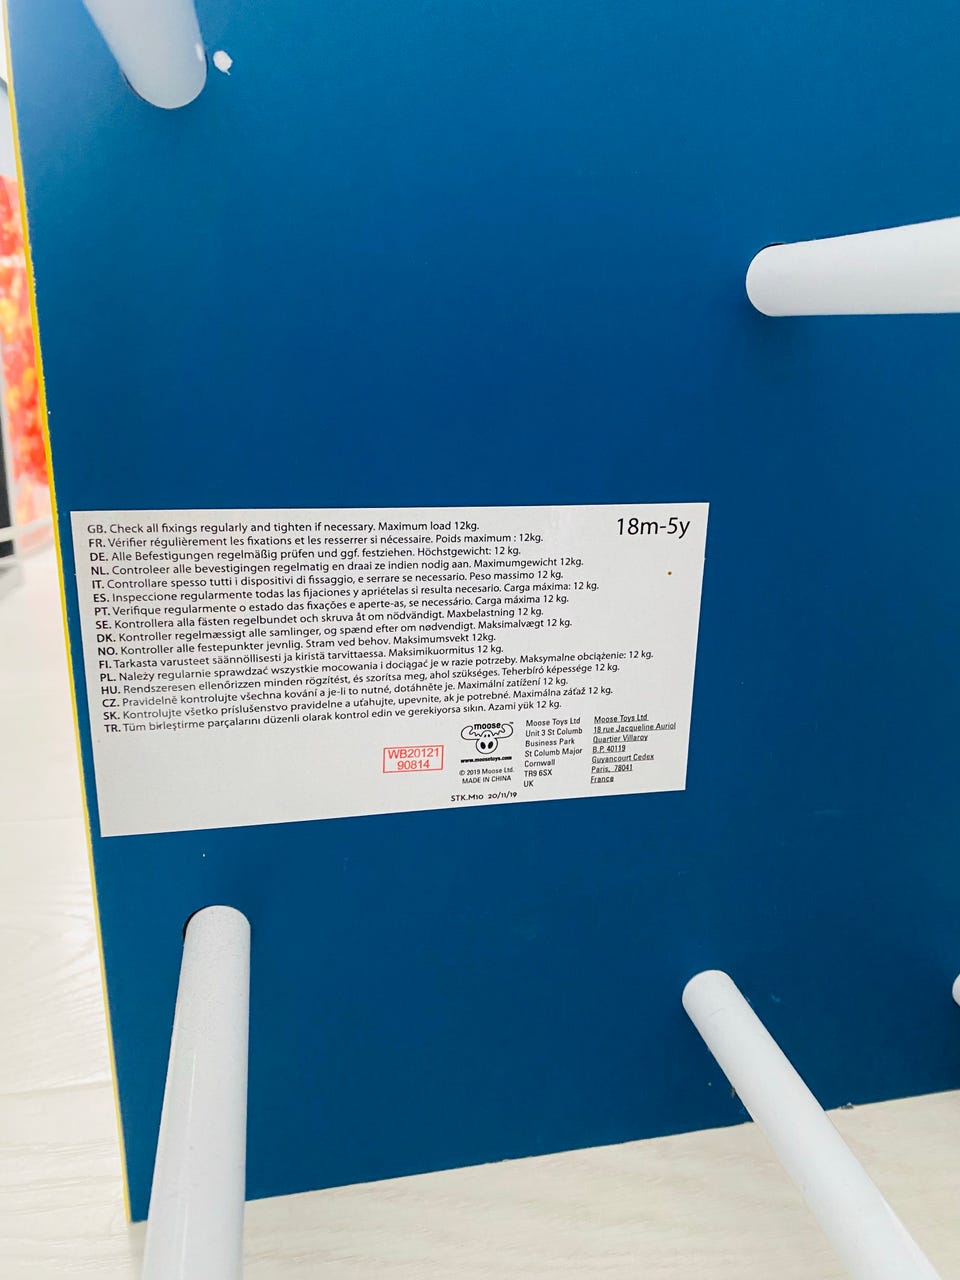 18m-5y
GB. Check all fixings regularly and tighten if necessary. Maximum load 12kg.
FR. Vérifier régulièrement les fixations et les resserrer si nécessaire. Poids maximum : 12kg.
DE. Alle Befestigungen regelmäßig prüfen und ggf. festziehen. Höchstgewicht: 12 kg.
NL. Controleer alle bevestigingen regelmatig en draai ze indien nodig aan. Maximumgewicht 12kg.
IT. Controllare spesso tutti i dispositivi di fissaggio, e serrare se necessario. Peso massimo 12 kg.
ES. Inspeccione regularmente todas las fijaciones y apriételas si resulta necesario. Carga máxima: 12 kg.
PT. Verifique regularmente o estado das fixações e aperte-as, se necessário. Carga máxima 12 kg.
SE. Kontrollera alla fästen regelbundet och skruva åt om nödvändigt. Maxbelastning 12 kg.
DK. Kontroller regelmæssigt alle samlinger, og spænd efter om nødvendigt. Maksimalvægt 12 kg.
NO. Kontroller alle festepunkter jevnlig. Stram ved behov. Maksimumsvekt 12kg.
FI. Tarkasta varusteet säännöllisesti ja kiristä tarvittaessa. Maksimikuormitus 12 kg.
PL. Należy regularnie sprawdzać wszystkie mocowania i dociągać je w razie potrzeby. Maksymalne obciążenie: 12 kg.
HU. Rendszeresen ellenőrizzen minden rögzítést, és szorítsa meg, ahol szükséges. Teherbíró képessége 12 kg.
CZ. Pravidelně kontrolujte všechna kování a je-li to nutné, dotáhněte je. Maximální zatížení 12 kg.
SK. Kontrolujte všetko príslušenstvo pravidelne a uťahujte, upevnite, ak je potrebné. Maximálna záťaž 12 kg.
TR. Tüm birleştirme parçalarını düzenli olarak kontrol edin ve gerekiyorsa sıkın. Azami yük 12 kg.
WB20121
90814
moose
www.moosetoys.com
© 2019 Moose Ltd.
MADE IN CHINA
STK.M10 20/11/19
Moose Toys Ltd
Unit 3 St Columb
Business Park
St Columb Major
Cornwall
TR9 6SX
UK
Moose Toys Ltd
18 rue Jacqueline Auriol
Quartier Villaroy
B.P. 40119
Guyancourt Cedex
Paris, 78041
France